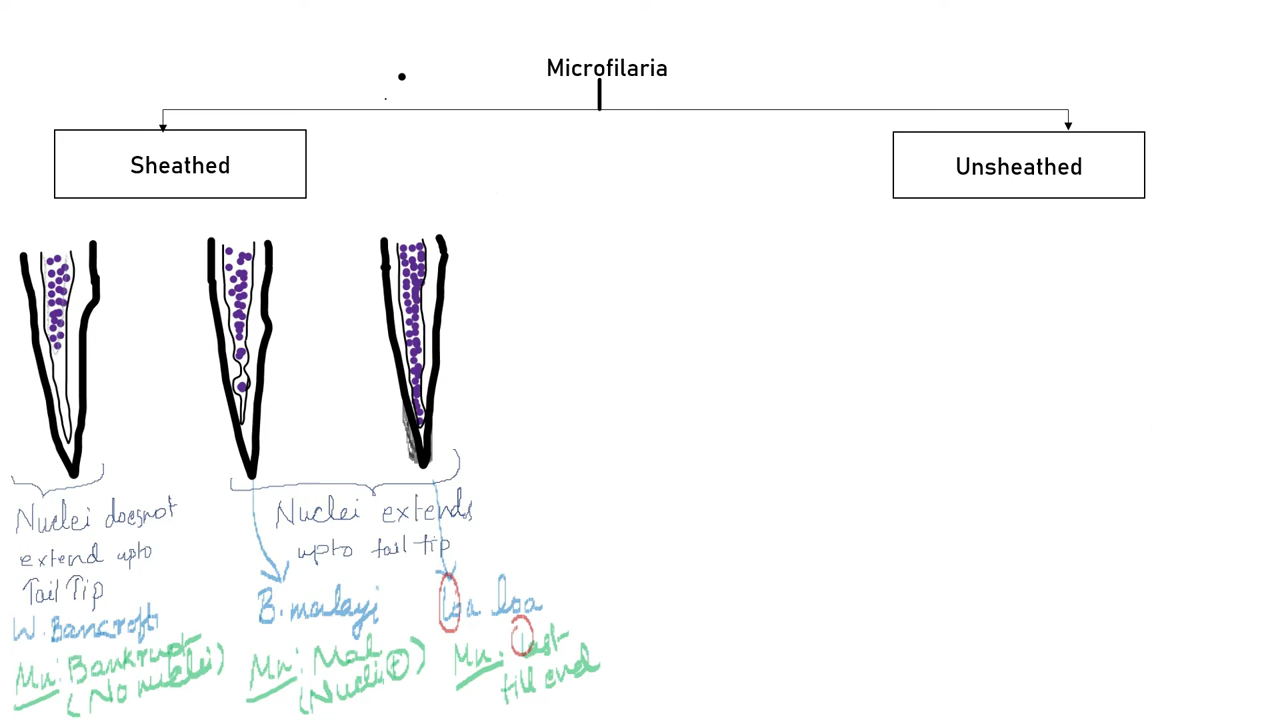 Microfilaria
Sheathed
Unsheathed
Nuclei doesnot
extend upto
Tail Tip
W. Bancrofti
Mn: Bankrupt
(No nuclei)
Nuclei extends
upto tail tip
B. malayi
Mn: Mal
(Nuclei +)
loa loa
Mn: last
till end